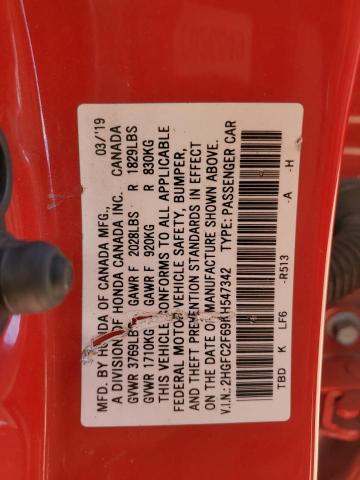 MFD. BY HONDA OF CANADA MFG., 03/19
A DIVISION OF HONDA CANADA INC. CANADA
GVWR 3769LBS GAWR F 2028LBS R 1829LBS
GVWR 1710KG GAWR F 920KG R 830KG
THIS VEHICLE CONFORMS TO ALL APPLICABLE
FEDERAL MOTOR VEHICLE SAFETY, BUMPER,
AND THEFT PREVENTION STANDARDS IN EFFECT
ON THE DATE OF MANUFACTURE SHOWN ABOVE.
V.I.N.: TYPE: PASSENGER CAR
TBD K LF6 -R513 -A -H